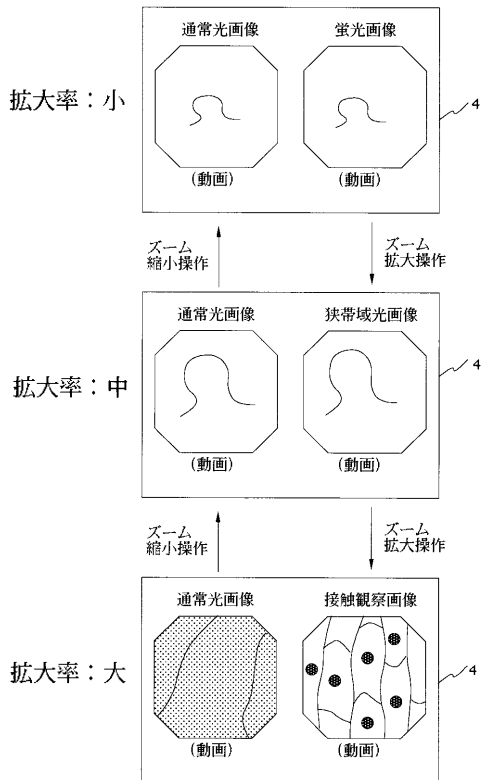 通常光画像 蛍光画像
拡大率：小
4
(動画) (動画)
ズーム
縮小操作
ズーム
拡大操作
通常光画像 狭帯域光画像
拡大率：中
4
(動画) (動画)
ズーム
縮小操作
ズーム
拡大操作
通常光画像 接触観察画像
拡大率：大
4
(動画) (動画)